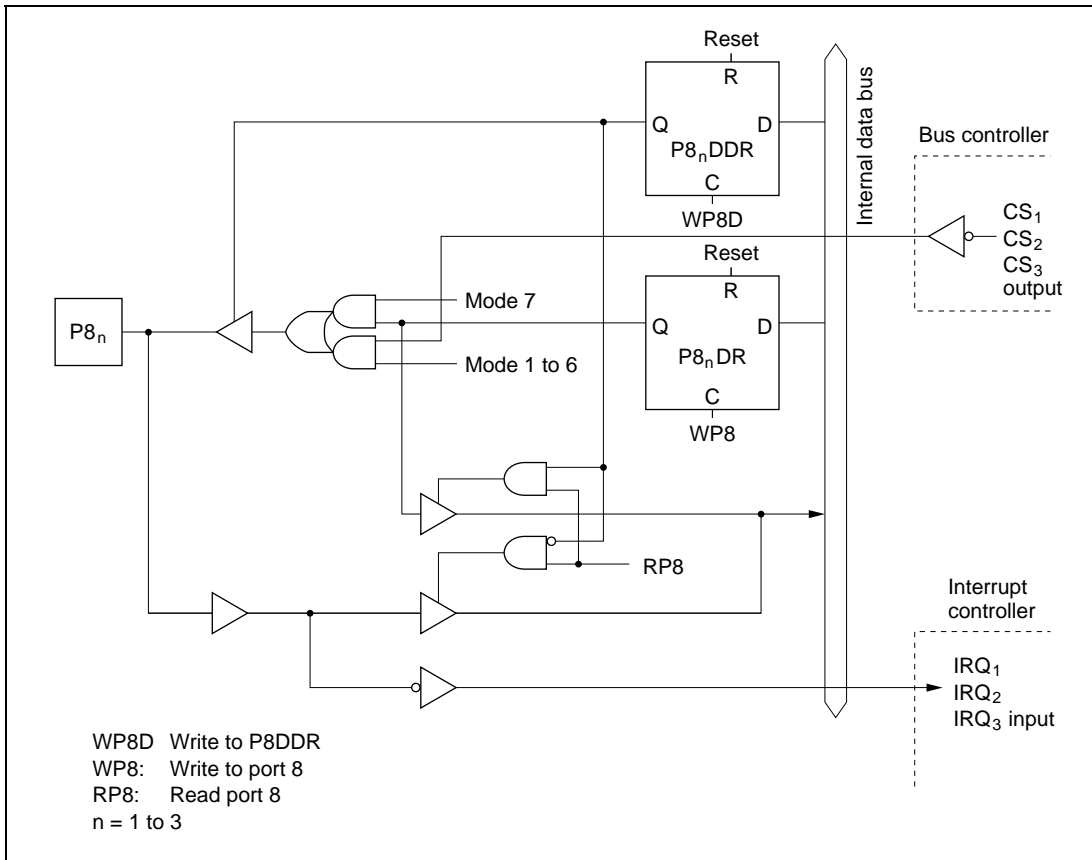 Reset
R
Q D
P8nDDR
C
WP8D
Internal data bus
Bus controller
CS1
CS2
CS3
output
Reset
R
Q D
P8nDR
C
WP8
Mode 7
Mode 1 to 6
P8n
RP8
Interrupt
controller
IRQ1
IRQ2
IRQ3 input
WP8D Write to P8DDR
WP8: Write to port 8
RP8: Read port 8
n = 1 to 3